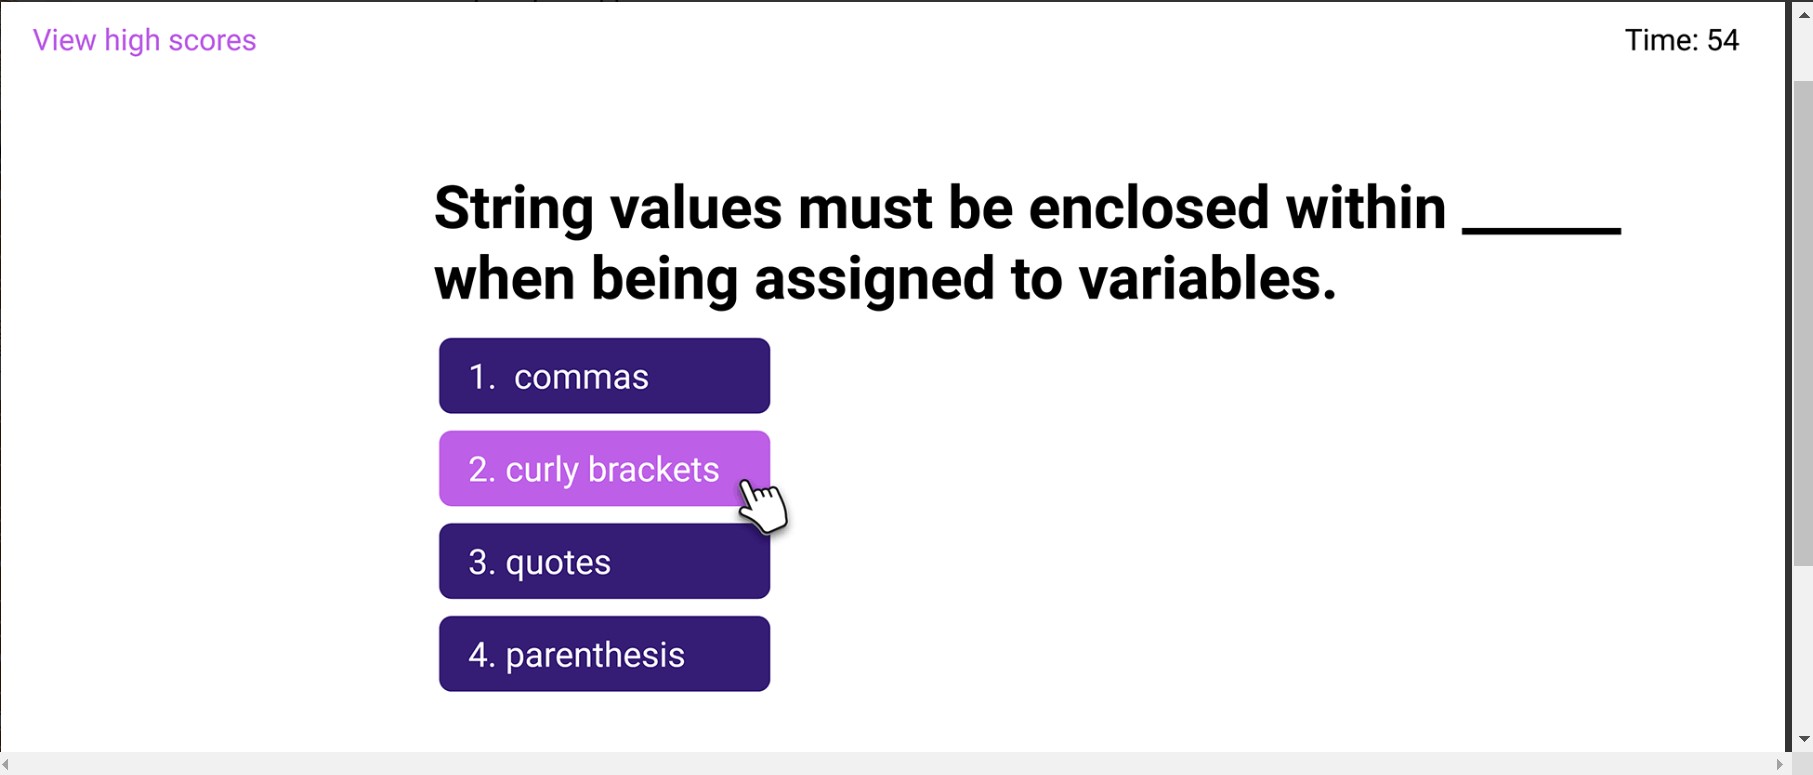 View high scores
Time: 54
String values must be enclosed within ______
when being assigned to variables.
1. commas
2. curly brackets
3. quotes
4. parenthesis